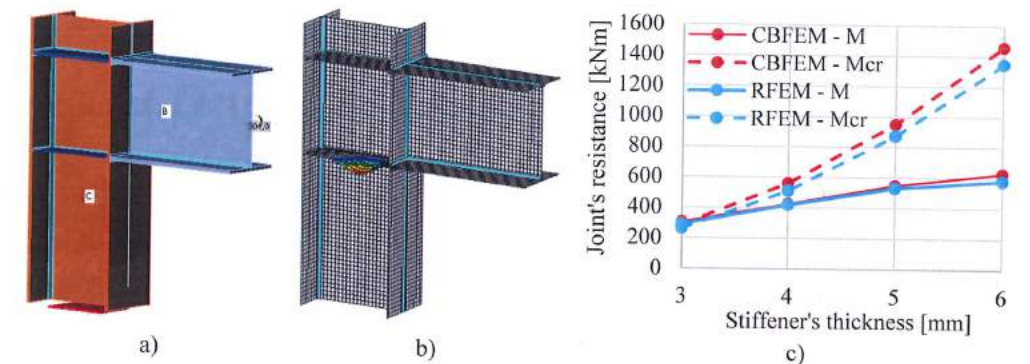 B
C
a)
b)
Joint's resistance [kNm]
1600
1400
1200
1000
800
600
400
200
0
CBFEM - M
CBFEM - Mcr
RFEM - M
RFEM - Mcr
3 4 5 6
Stiffener's thickness [mm]
c)